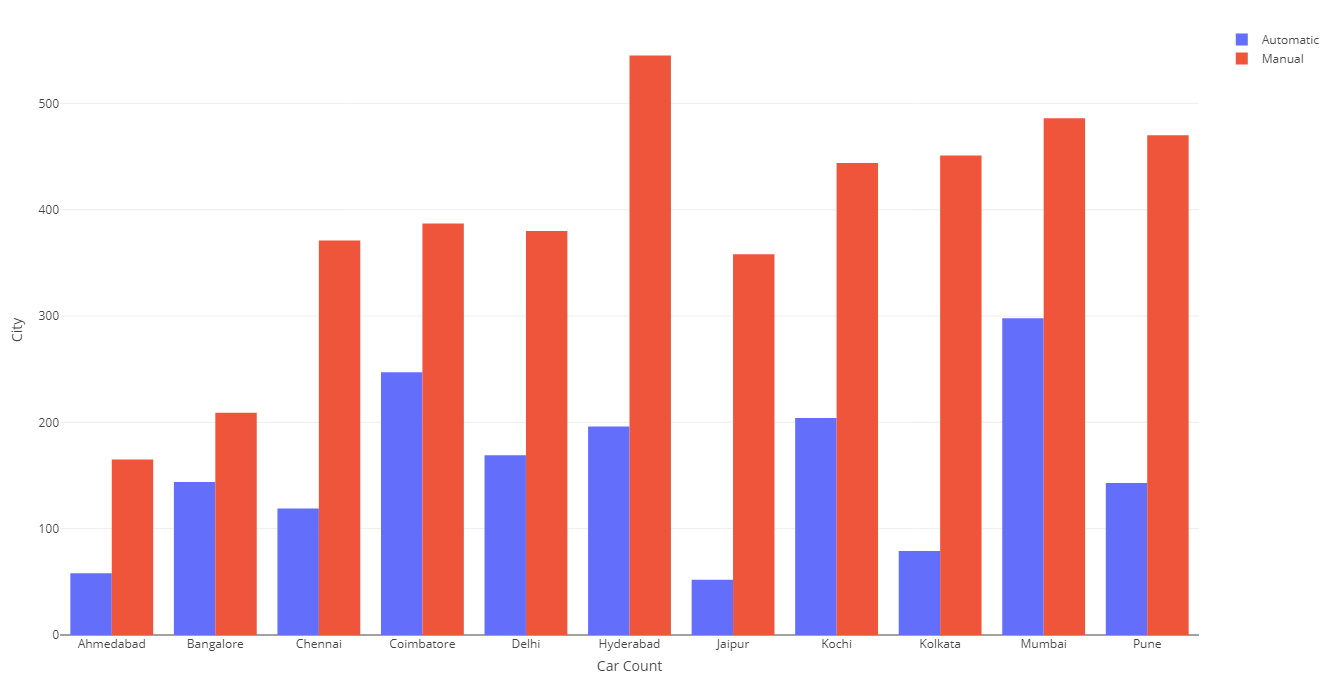 Automatic
Manual
500
400
300
200
100
0
City
Ahmedabad Bangalore Chennai Coimbatore Delhi Hyderabad Jaipur Kochi Kolkata Mumbai Pune
Car Count